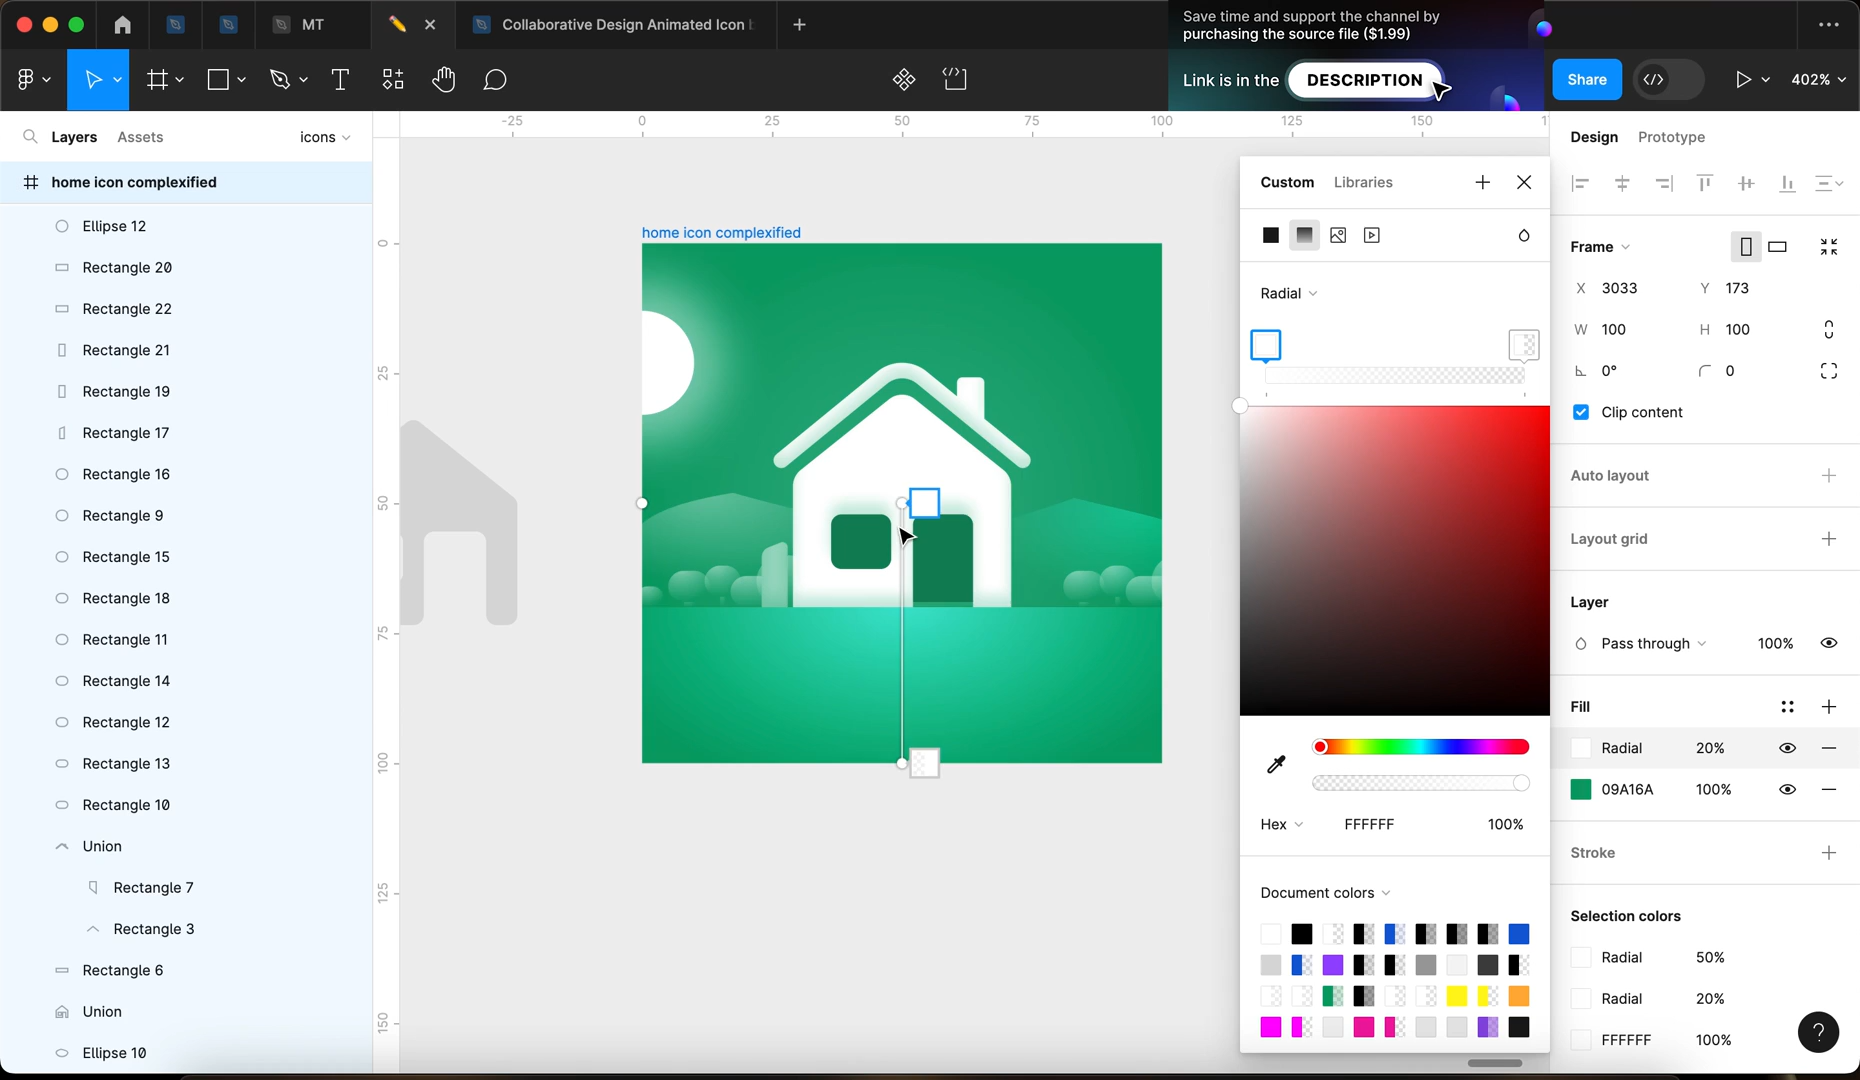 MT
Collaborative Design Animated Icon
Save time and support the channel by
purchasing the source file ($1.99)
Link is in the DESCRIPTION
Share
402%
Layers
Assets
icons
home icon complexified
Ellipse 12
Rectangle 20
Rectangle 22
Rectangle 21
Rectangle 19
Rectangle 17
Rectangle 16
Rectangle 9
Rectangle 15
Rectangle 18
Rectangle 11
Rectangle 14
Rectangle 12
Rectangle 13
Rectangle 10
Union
Rectangle 7
Rectangle 3
Rectangle 6
Union
Ellipse 10
-25
0
25
50
75
100
125
150
0
25
50
75
100
125
150
home icon complexified
Custom
Libraries
Radial
Hex
FFFFFF
100%
Document colors
Design
Prototype
Frame
X 3033
Y 173
W 100
H 100
0°
0
Clip content
Auto layout
Layout grid
Layer
Pass through
100%
Fill
Radial
20%
09A16A
100%
Stroke
Selection colors
Radial
50%
Radial
20%
FFFFFF
100%
?